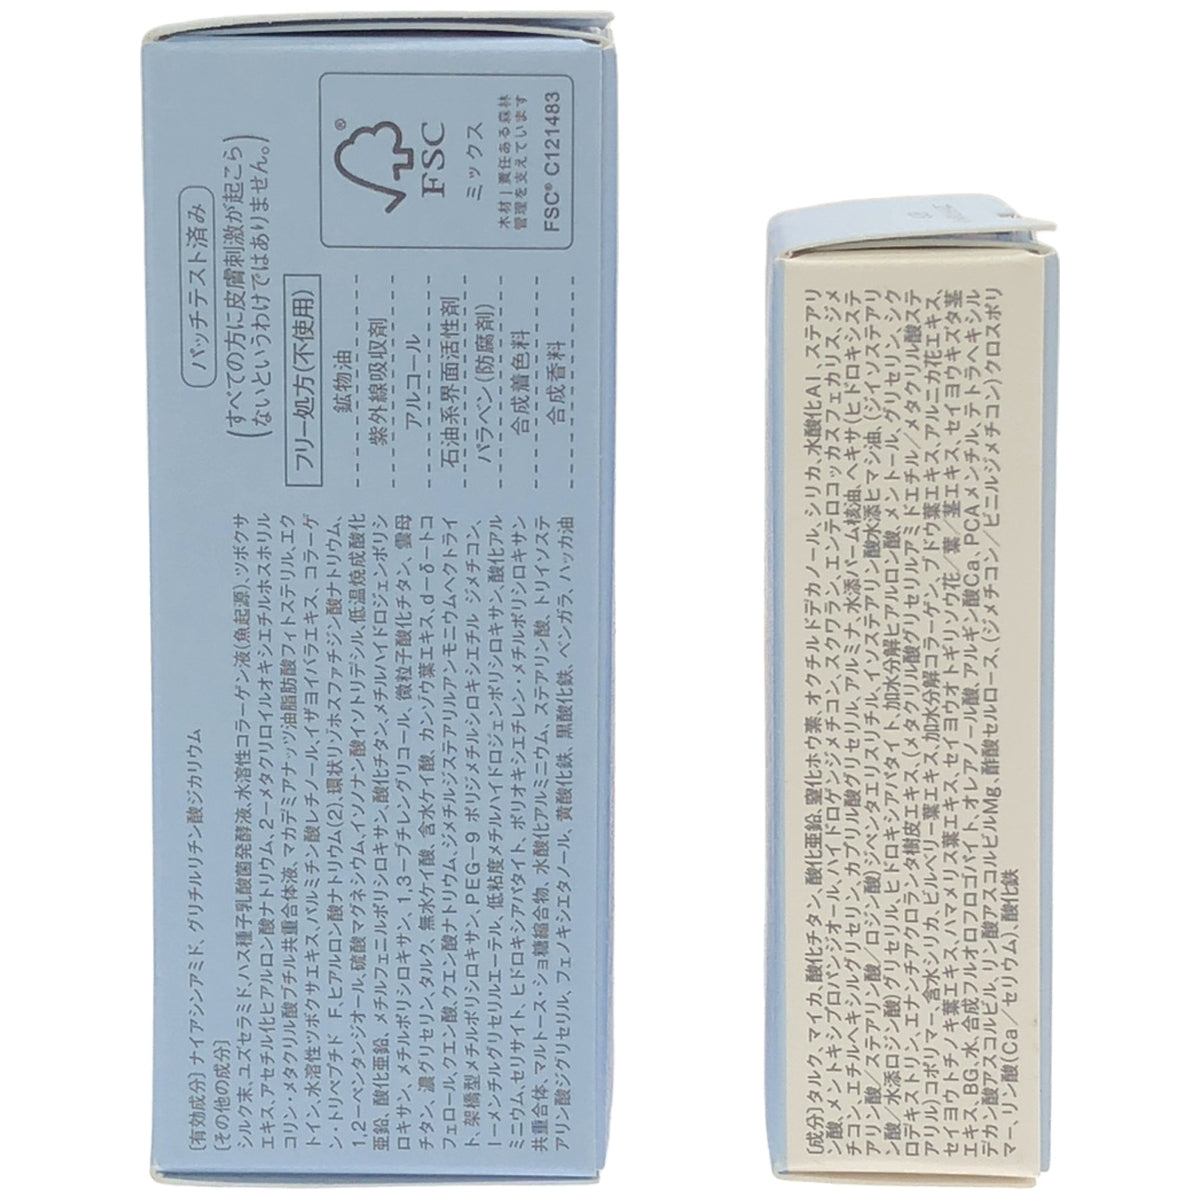 パッチテスト済み
(すべての方に皮膚刺激が起こら
ないというわけではありません。)
フリー処方(不使用)
鉱物油
紫外線吸収剤
アルコール
石油系界面活性剤
パラベン(防腐剤)
合成着色料
合成香料
®
FSC
ミックス
木材|責任ある森林
管理を支えています
FSC® C121483
〔有効成分〕ナイアシンアミド、グリチルリチン酸ジカリウム
〔その他の成分〕
シルク末、ユズセラミド、ハス種子乳酸菌発酵液、水溶性コラーゲン液(魚起源)、ツボクサ
エキス、アセチル化ヒアルロン酸ナトリウム、2ーメタクリロイルオキシエチルホスホリル
コリン・メタクリル酸ブチル共重合体液、マカデミアナッツ油脂肪酸フィトステリル、エク
トイン、水溶性ツボクサエキス、パルミチン酸レチノール、イザヨイバラエキス、コラーゲ
ン・トリペプチド F、ヒアルロン酸ナトリウム(2)、環状リゾホスファチジン酸ナトリウム、
1,2ーペンタンジオール、硫酸マグネシウム、イソノナン酸イソトリデシル、低温焼成酸化
亜鉛、酸化亜鉛、メチルフェニルポリシロキサン、酸化チタン、メチルハイドロジェンポリシ
ロキサン、メチルポリシロキサン、1,3ーブチレングリコール、微粒子酸化チタン、雲母
チタン、濃グリセリン、タルク、無水ケイ酸、含水ケイ酸、カンゾウ葉エキス、dーδートコ
フェロール、クエン酸、クエン酸ナトリウム、ジメチルジステアリルアンモニウムヘクトライ
ト、架橋型メチルポリシロキサン、PEGー9 ポリジメチルシロキシエチル ジメチコン、
lーメンチルグリセリルエーテル、低粘度メチルハイドロジェンポリシロキサン、酸化アル
ミニウム、セリサイト、ヒドロキシアパタイト、ポリオキシエチレン・メチルポリシロキサン
共重合体、マルトース・ショ糖縮合物、水酸化アルミニウム、ステアリン酸、トリイソステ
アリン酸ジグリセリル、フェノキシエタノール、黄酸化鉄、黒酸化鉄、ベンガラ、ハッカ油
〔成分〕タルク、マイカ、酸化チタン、酸化亜鉛、窒化ホウ素、オクチルドデカノール、シリカ、水酸化Al、ステアリ
ン酸、メントキシプロパンジオール、ハイドロゲンジメチコン、スクワラン、エンテロコッカスフェカリス、ジメ
チコン、エチルヘキシルグリセリン、カプリル酸グリセリル、アルミナ、水添パーム核油、ヘキサ(ヒドロキシステ
アリン酸／ステアリン酸／ロジン酸)ジペンタエリスリチル、イソステアリン酸水添ヒマシ油、(ジイソステアリ
ン酸／水添ロジン酸)グリセリル、ヒドロキシアパタイト、加水分解ヒアルロン酸、メントール、グリセリン、シク
ロデキストリン、エナンチアクロランタ樹皮エキス、(メタクリル酸グリセリルアミドエチル／メタクリル酸ステ
アリル)コポリマー、含水シリカ、ビルベリー葉エキス、加水分解コラーゲン、ブドウ葉エキス、アルニカ花エキス、
セイヨウトチノキ葉エキス、ハマメリス葉エキス、セイヨウオトギリソウ花／葉／茎エキス、セイヨウキズタ葉茎
エキス、BG、水、合成フルオロフロゴパイト、オレアノール酸、アルギン酸Ca、PCAメンチル、テトラヘキシル
デカン酸アスコルビル、リン酸アスコルビルMg、酢酸セルロース、(ジメチコン／ビニルジメチコン)クロスポリ
マー、リン酸(Ca／セリウム)、酸化鉄